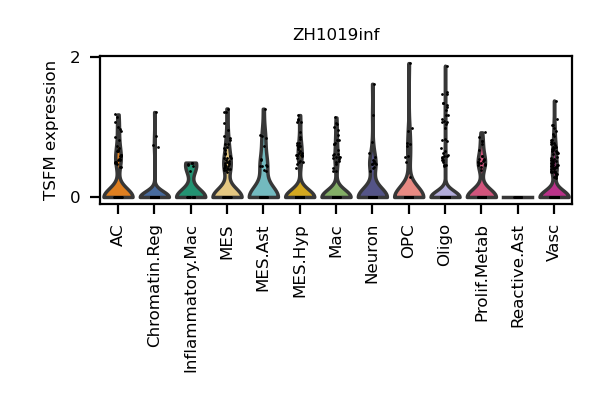 ZH1019inf
TSFM expression
2
0
AC
Chromatin.Reg
Inflammatory.Mac
MES
MES.Ast
MES.Hyp
Mac
Neuron
OPC
Oligo
Prolif.Metab
Reactive.Ast
Vasc